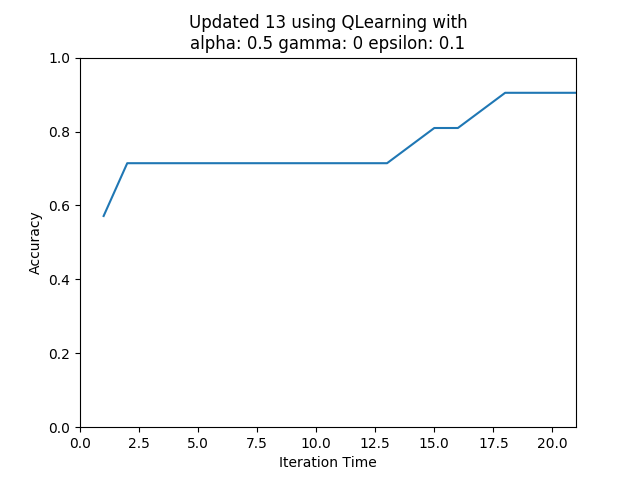 Updated 13 using QLearning with
alpha: 0.5 gamma: 0 epsilon: 0.1
1.0
0.8
0.6
0.4
0.2
0.0
Accuracy
0.0 2.5 5.0 7.5 10.0 12.5 15.0 17.5 20.0
Iteration Time